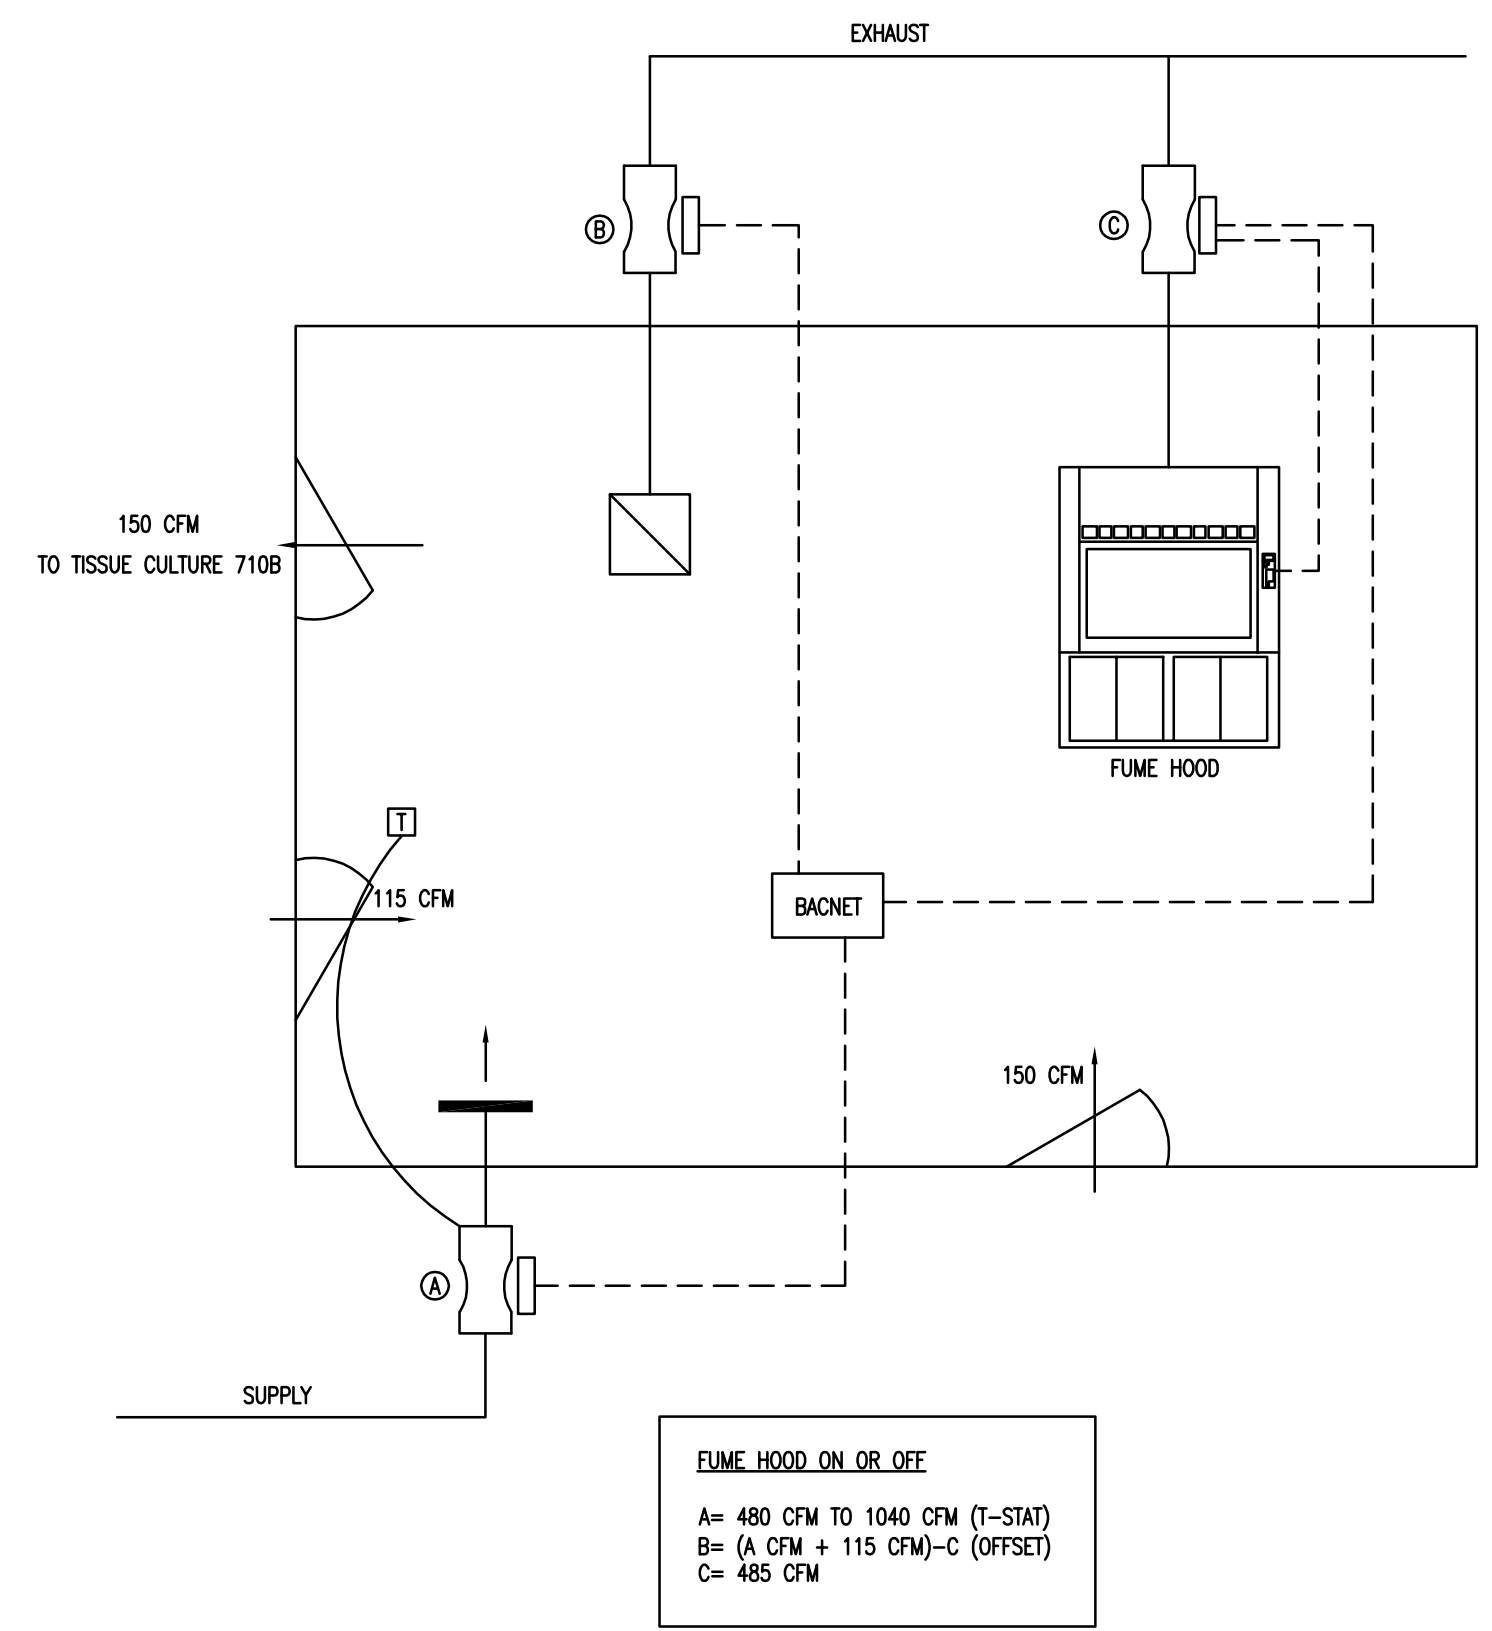 EXHAUST
B
C
150 CFM
TO TISSUE CULTURE 710B
FUME HOOD
T
115 CFM
BACNET
150 CFM
A
SUPPLY
FUME HOOD ON OR OFF
A= 480 CFM TO 1040 CFM (T-STAT)
B= (A CFM + 115 CFM)-C (OFFSET)
C= 485 CFM